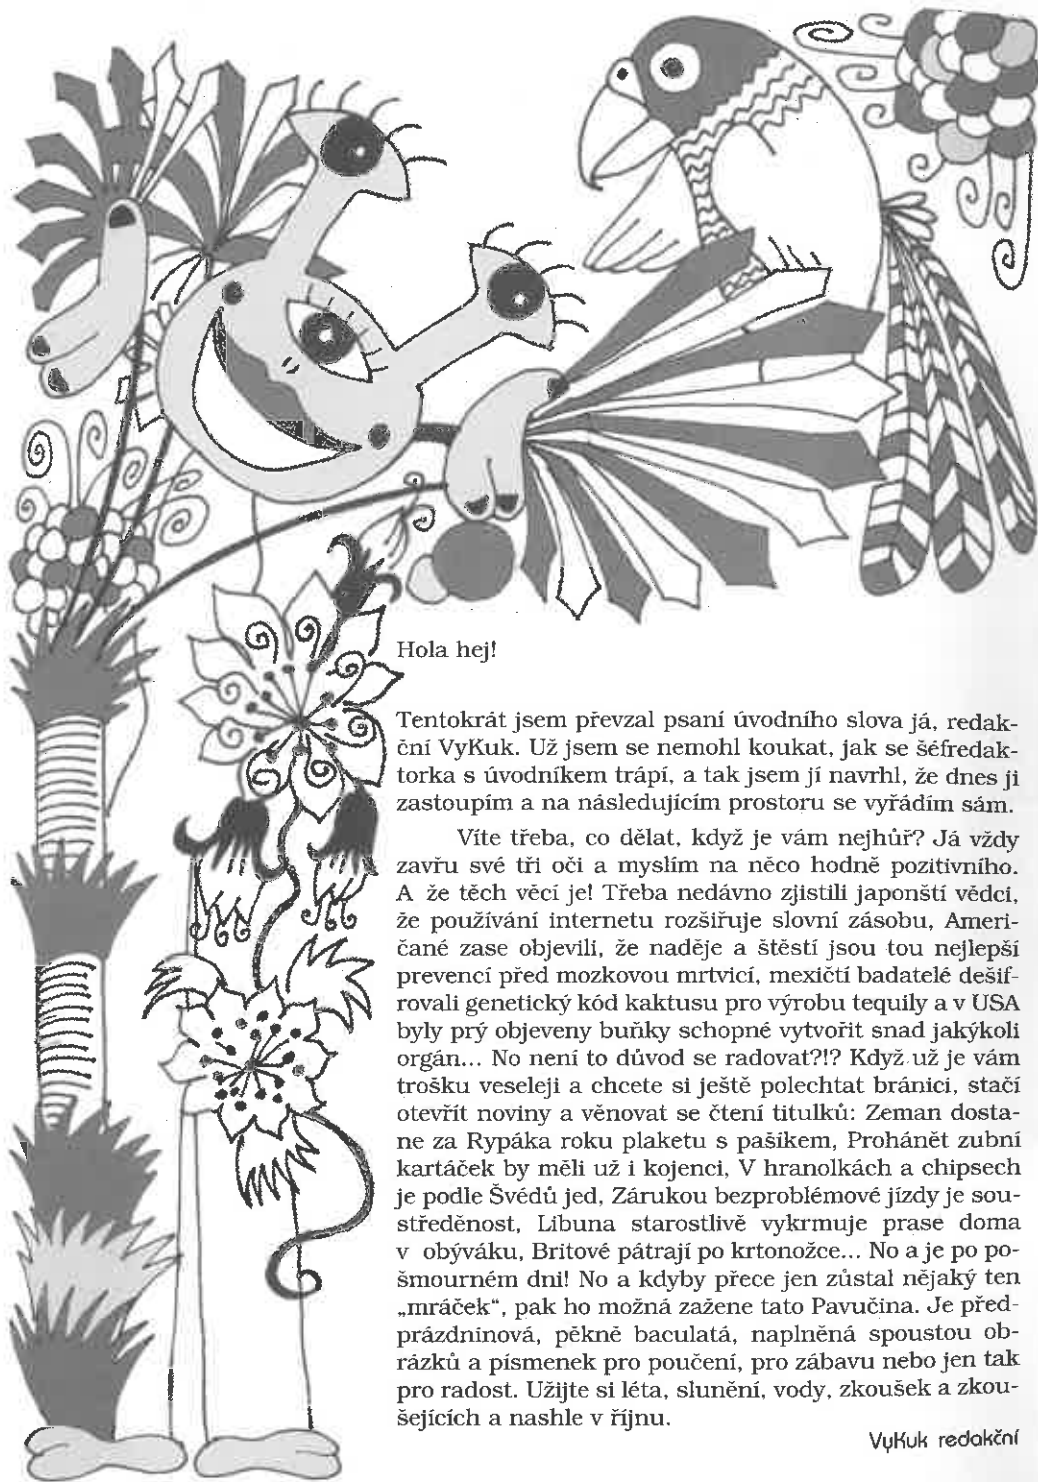 Hola hej!
Tentokrát jsem převzal psaní úvodního slova já, redak-
ční VyKuk. Už jsem se nemohl koukat, jak se šéfredak-
torka s úvodníkem trápí, a tak jsem jí navrhl, že dnes ji
zastoupím a na následujícím prostoru se vyřádím sám.
Víte třeba, co dělat, když je vám nejhůř? Já vždy
zavřu své tři oči a myslím na něco hodně pozitivního.
A že těch věcí je! Třeba nedávno zjistili japonští vědci,
že používání internetu rozšiřuje slovní zásobu, Ameri-
čané zase objevili, že naděje a štěstí jsou tou nejlepší
prevencí před mozkovou mrtvicí, mexičtí badatelé dešif-
rovali genetický kód kaktusu pro výrobu tequily a v USA
byly prý objeveny buňky schopné vytvořit snad jakýkoli
orgán... No není to důvod se radovat?!? Když už je vám
trošku veseleji a chcete si ještě polechtat bránici, stačí
otevřít noviny a věnovat se čtení titulků: Zeman dosta-
ne za Rypáka roku plaketu s pašíkem, Prohánět zubní
kartáček by měli už i kojenci, V hranolkách a chipsech
je podle Švédů jed, Zárukou bezproblémové jízdy je sou-
středěnost, Libuna starostlivě vykrmuje prase doma
v obýváku, Britové pátrají po krtonožce... No a je po po-
šmourném dni! No a kdyby přece jen zůstal nějaký ten
„mráček“, pak ho možná zažene tato Pavučina. Je před-
prázdninová, pěkně baculatá, naplněná spoustou ob-
rázků a písmenek pro poučení, pro zábavu nebo jen tak
pro radost. Užijte si léta, slunění, vody, zkoušek a zkou-
šejících a nashle v říjnu.
VyKuk redakční